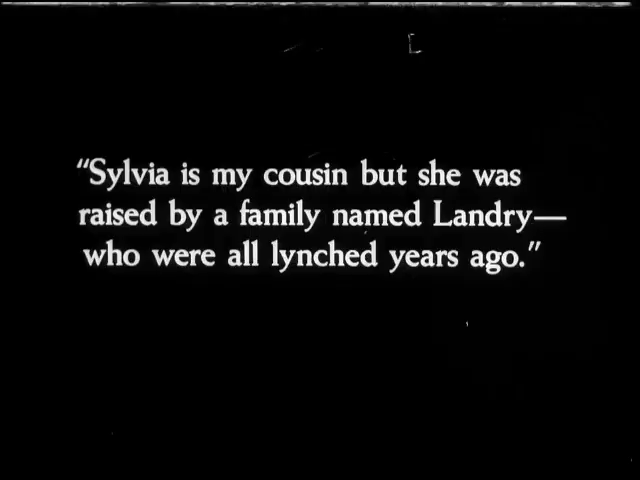 "Sylvia is my cousin but she was
raised by a family named Landry—
who were all lynched years ago."